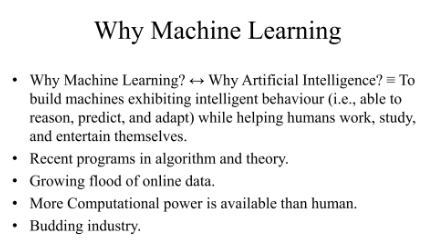 Why Machine Learning
• Why Machine Learning? ↔ Why Artificial Intelligence? ≡ To
build machines exhibiting intelligent behaviour (i.e., able to
reason, predict, and adapt) while helping humans work, study,
and entertain themselves.
• Recent programs in algorithm and theory.
• Growing flood of online data.
• More Computational power is available than human.
• Budding industry.